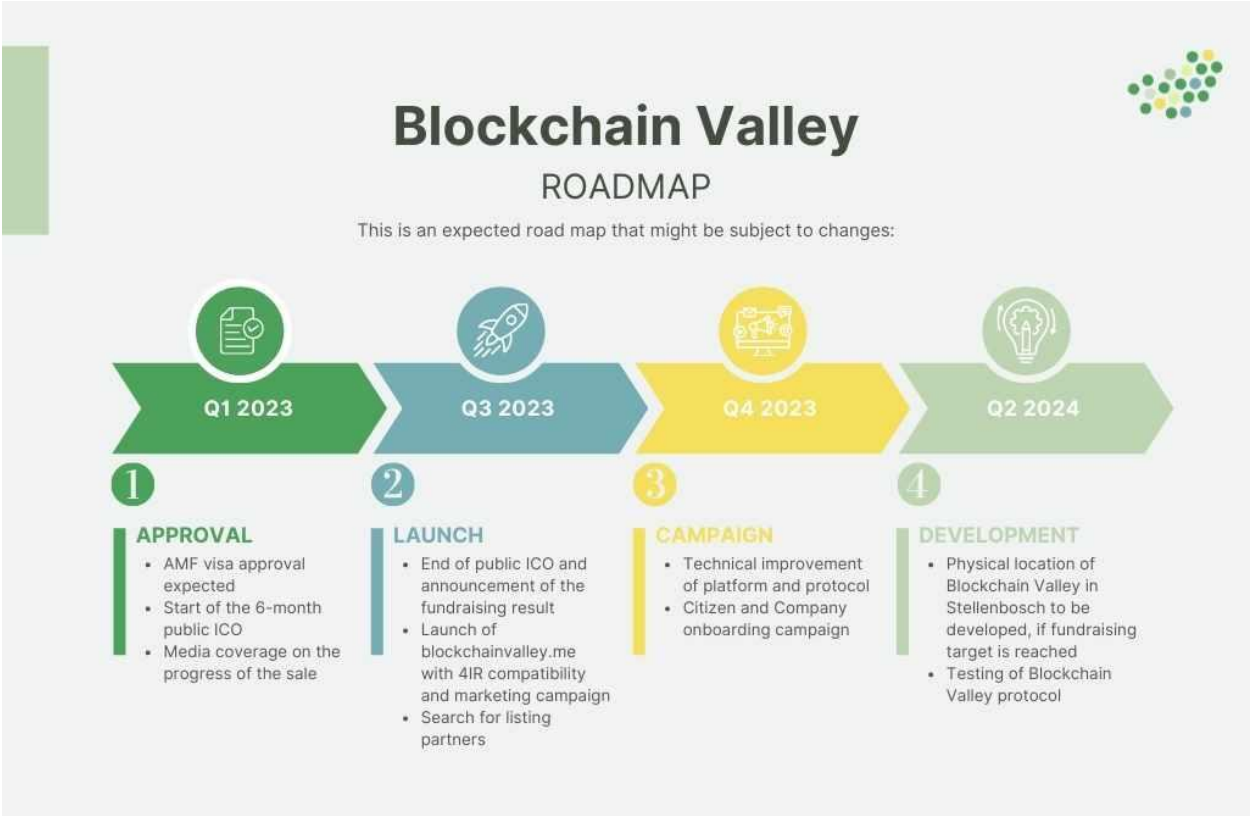 Blockchain Valley
ROADMAP
This is an expected road map that might be subject to changes:
Q1 2023
Q3 2023
Q4 2023
Q2 2024
1
APPROVAL
• AMF visa approval
expected
• Start of the 6-month
public ICO
• Media coverage on the
progress of the sale
2
LAUNCH
• End of public ICO and
announcement of the
fundraising result
• Launch of
blockchainvalley.me
with 4IR compatibility
and marketing campaign
• Search for listing
partners
3
CAMPAIGN
• Technical improvement
of platform and protocol
• Citizen and Company
onboarding campaign
4
DEVELOPMENT
• Physical location of
Blockchain Valley in
Stellenbosch to be
developed, if fundraising
target is reached
• Testing of Blockchain
Valley protocol